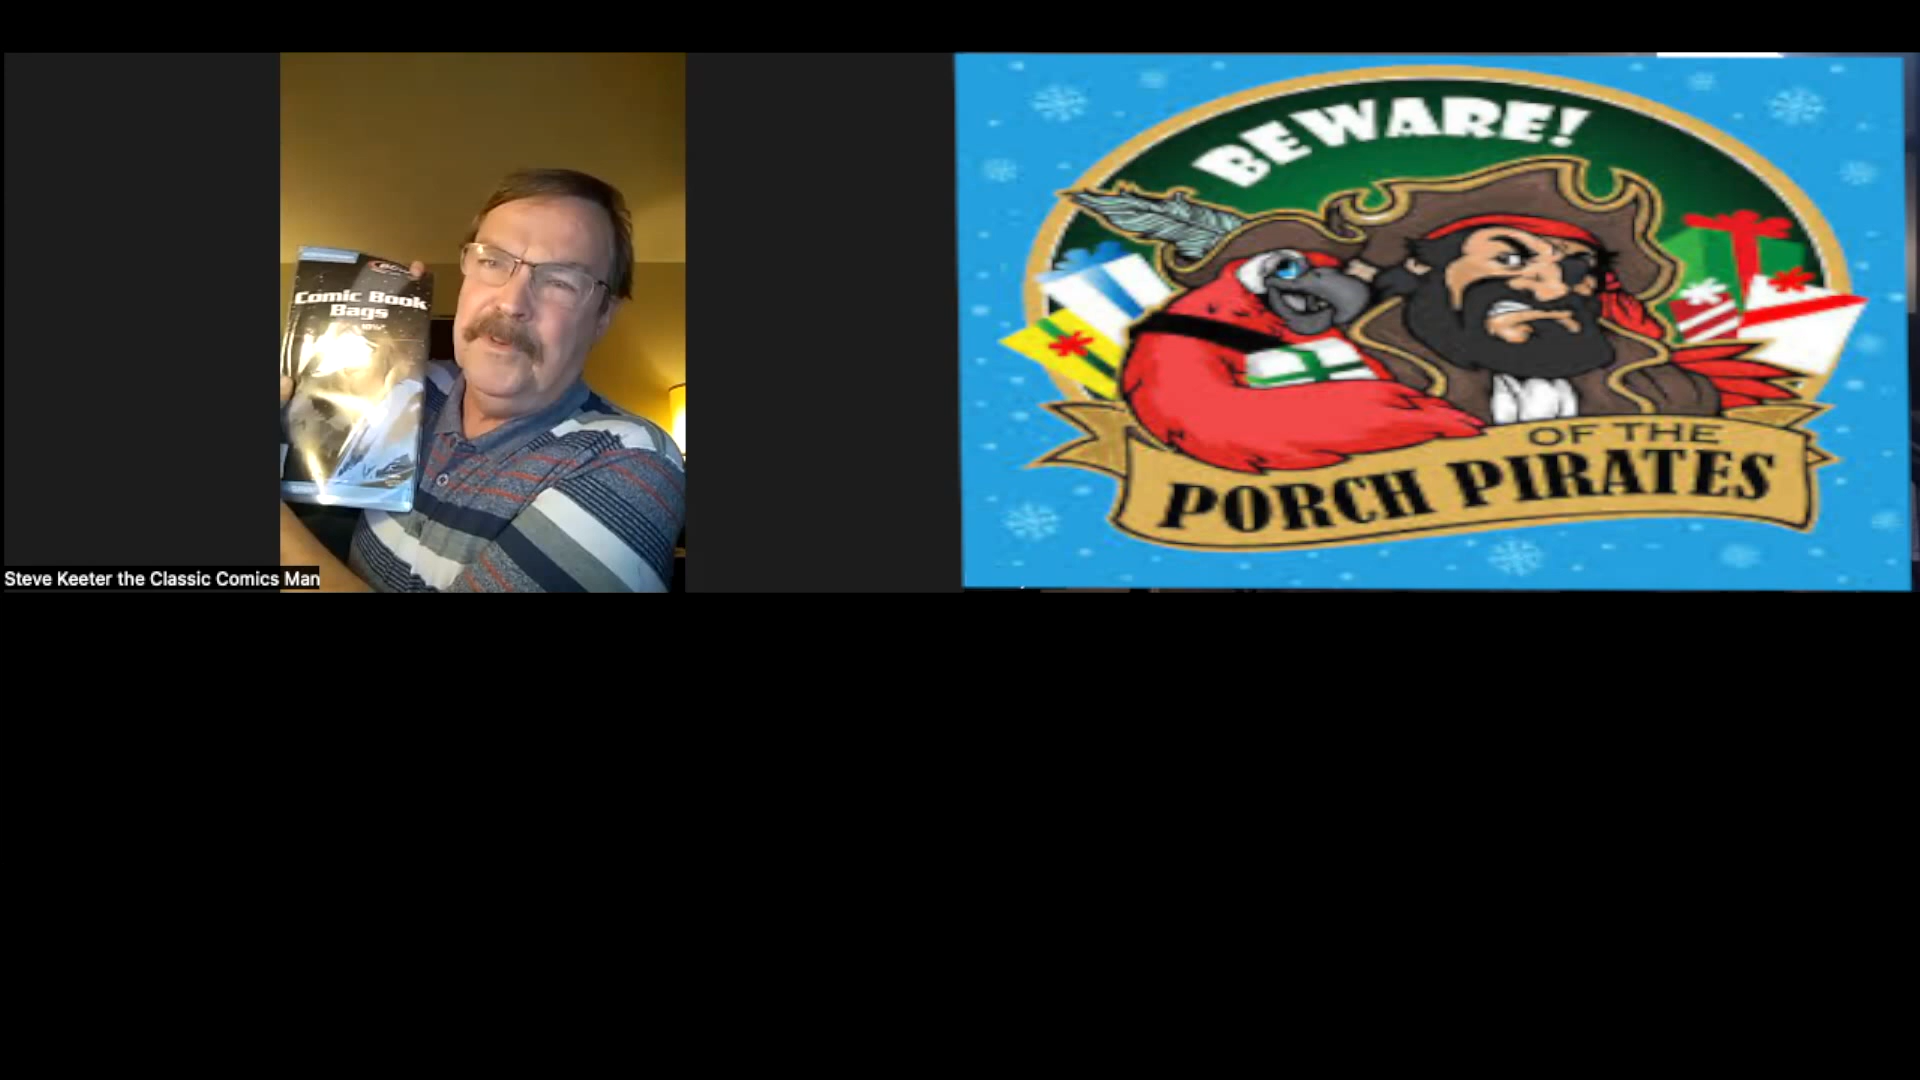 Comic Book
Bags
Steve Keeter the Classic Comics Man
BEWARE!
OF THE
PORCH PIRATES